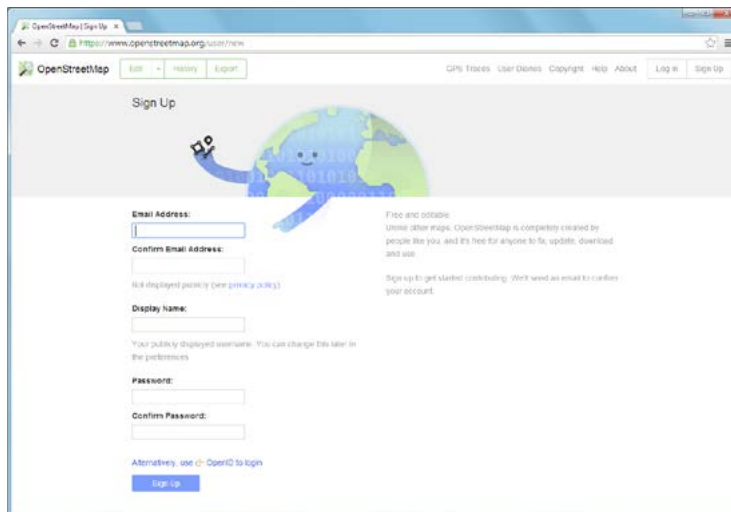 OpenStreetMap | Sign Up
https://www.openstreetmap.org/user/new
OpenStreetMap Edit History Export GPS Traces User Diaries Copyright Help About Log In Sign Up
Sign Up
Email Address:
Confirm Email Address:
Not displayed publicly (see privacy policy)
Display Name:
Your publicly displayed username. You can change this later in
the preferences.
Password:
Confirm Password:
Alternatively, use OpenID to login
Sign Up
Free and editable
Unlike other maps, OpenStreetMap is completely created by
people like you, and it's free for anyone to fix, update, download
and use.
Sign up to get started contributing. We'll send an email to confirm
your account.